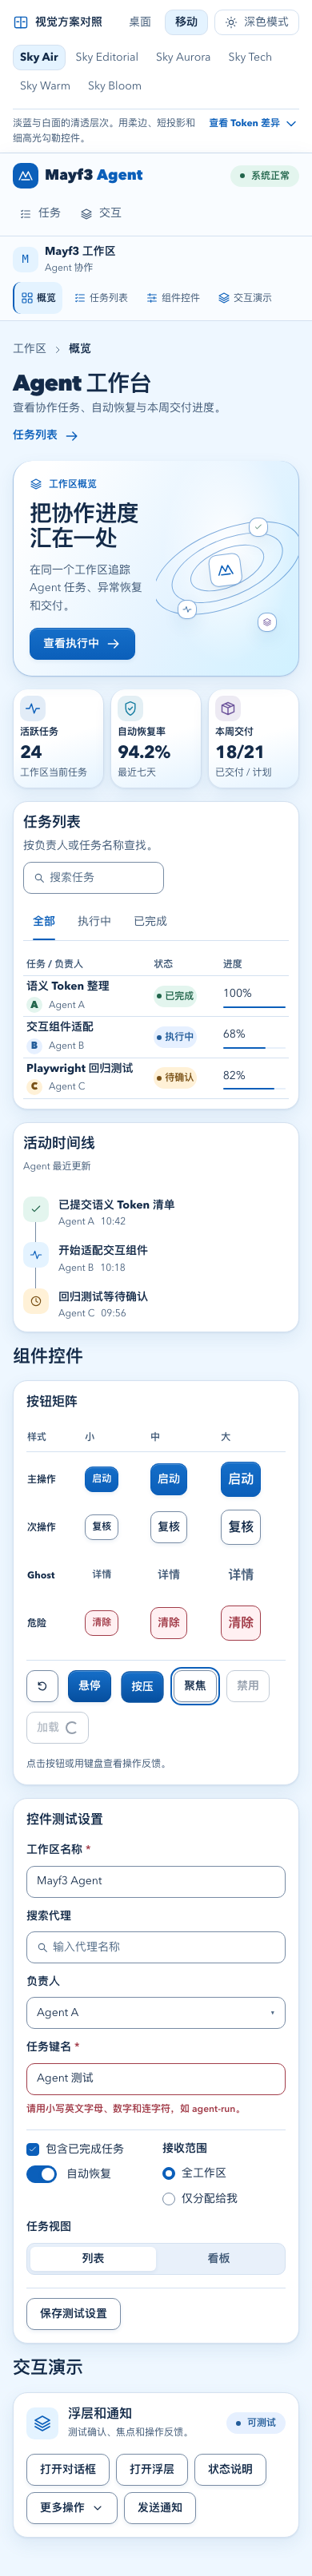 视觉方案对照 桌面 移动 深色模式
Sky Air Sky Editorial Sky Aurora Sky Tech
Sky Warm Sky Bloom
淡蓝与白面的清透层次。用柔边、短投影和
细高光勾勒控件。
查看 Token 差异
Mayf3 Agent 系统正常
任务 交互
M
Mayf3 工作区
Agent 协作
概览 任务列表 组件控件 交互演示
工作区 概览
Agent 工作台
查看协作任务、自动恢复与本周交付进度。
任务列表
工作区概览
把协作进度
汇在一处
在同一个工作区追踪
Agent 任务、异常恢复
和交付。
查看执行中
活跃任务
24
工作区当前任务
自动恢复率
94.2%
最近七天
本周交付
18/21
已交付 / 计划
任务列表
按负责人或任务名称查找。
搜索任务
全部 执行中 已完成
任务 / 负责人 状态 进度
语义 Token 整理
A Agent A
已完成 100%
交互组件适配
B Agent B
执行中 68%
Playwright 回归测试
C Agent C
待确认 82%
活动时间线
Agent 最近更新
已提交语义 Token 清单
Agent A 10:42
开始适配交互组件
Agent B 10:18
回归测试等待确认
Agent C 09:56
组件控件
按钮矩阵
样式 小 中 大
主操作 启动 启动 启动
次操作 复核 复核 复核
Ghost 详情 详情 详情
危险 清除 清除 清除
悬停 按压 聚焦 禁用
加载
点击按钮或用键盘查看操作反馈。
控件测试设置
工作区名称 *
Mayf3 Agent
搜索代理
输入代理名称
负责人
Agent A
任务键名 *
Agent 测试
请用小写英文字母、数字和连字符，如 agent-run。
包含已完成任务
自动恢复
接收范围
全工作区
仅分配给我
任务视图
列表 看板
保存测试设置
交互演示
浮层和通知
测试确认、焦点和操作反馈。
可测试
打开对话框 打开浮层 状态说明
更多操作 发送通知